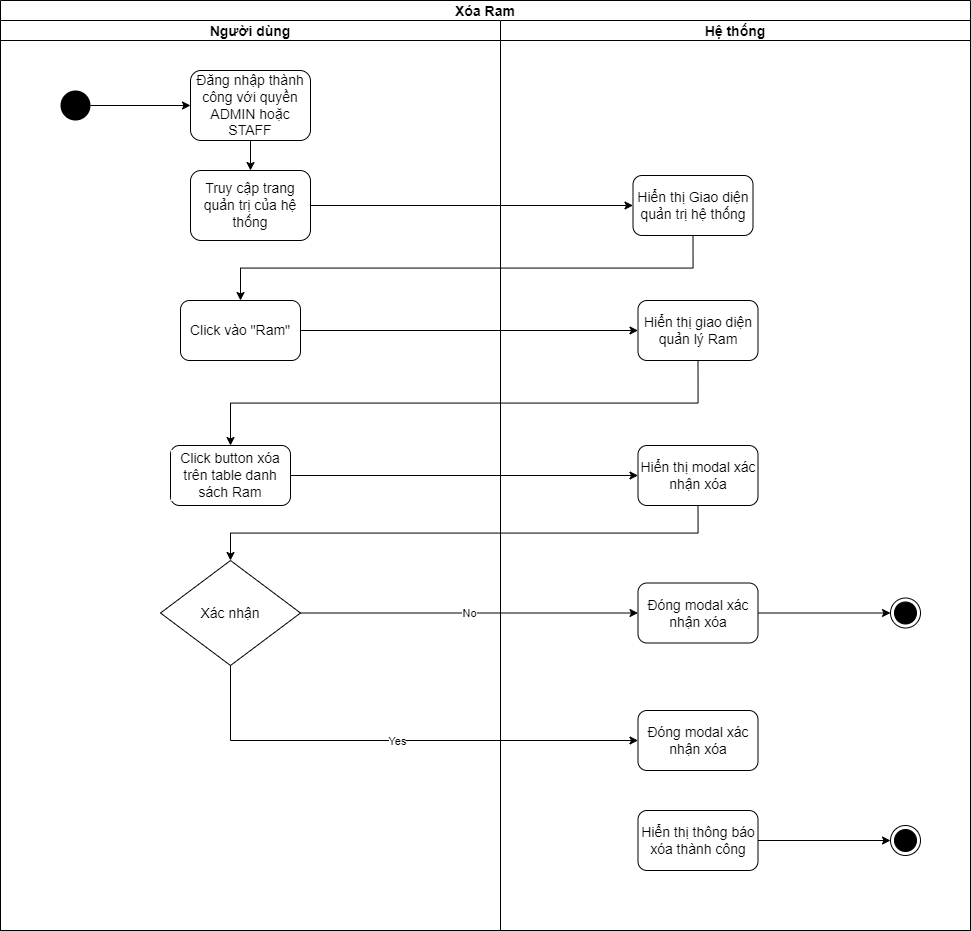 Xóa Ram
Người dùng
Hệ thống
Đăng nhập thành
công với quyền
ADMIN hoặc
STAFF
Truy cập trang
quản trị của hệ
thống
Hiển thị Giao diện
quản trị hệ thống
Click vào "Ram"
Hiển thị giao diện
quản lý Ram
Click button xóa
trên table danh
sách Ram
Hiển thị modal xác
nhận xóa
Xác nhận
No
Đóng modal xác
nhận xóa
Yes
Đóng modal xác
nhận xóa
Hiển thị thông báo
xóa thành công